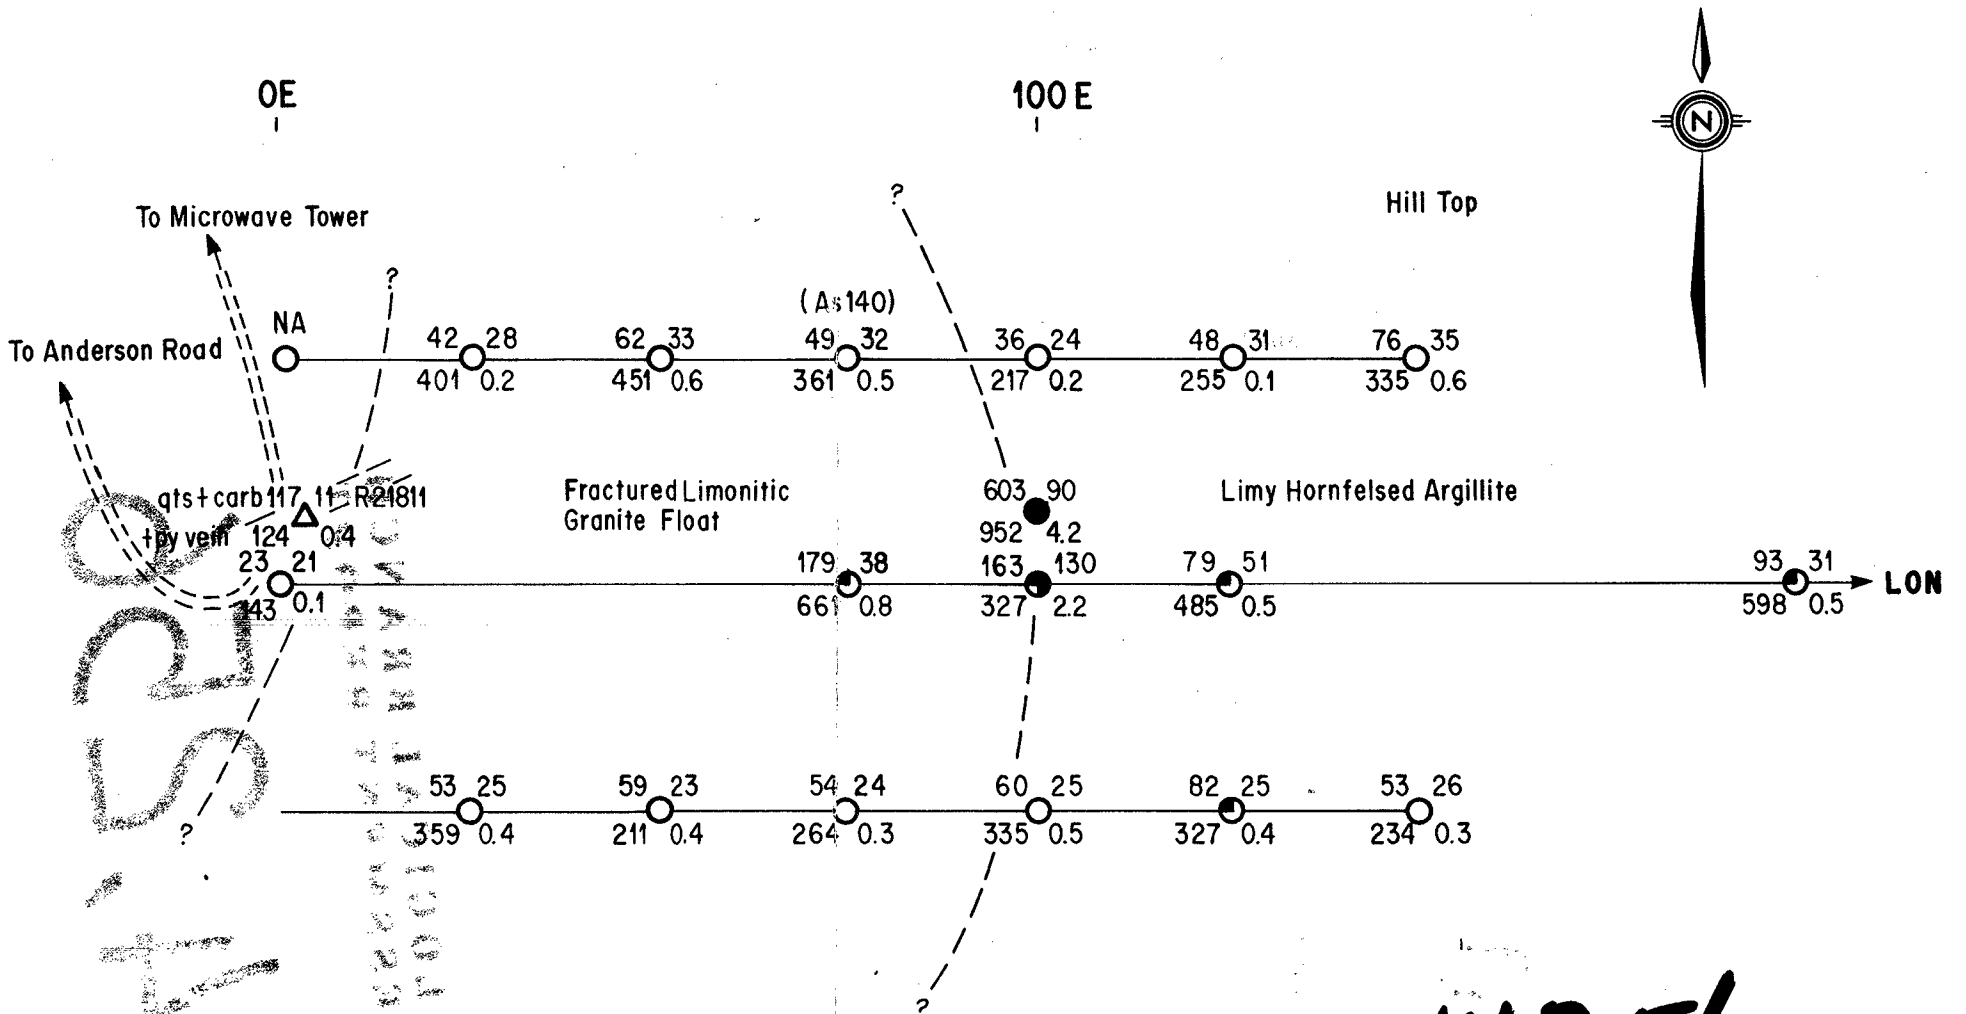 0E
100 E
N
Hill Top
To Microwave Tower
?
?
(As140)
NA
42 28
62 33
49 32
36 24
48 31
76 35
To Anderson Road
401 0.2
451 0.6
361 0.5
217 0.2
255 0.1
335 0.6
qts+carb 117 11 R21811
Fractured Limonitic
Granite Float
603 90
Limy Hornfelsed Argillite
+py vein 124 0.4
952 4.2
23 21
179 38
163 130
79 51
93 31
LON
143 0.1
661 0.8
327 2.2
485 0.5
598 0.5
53 25
59 23
54 24
60 25
82 25
53 26
?
359 0.4
211 0.4
264 0.3
335 0.5
327 0.4
234 0.3
?